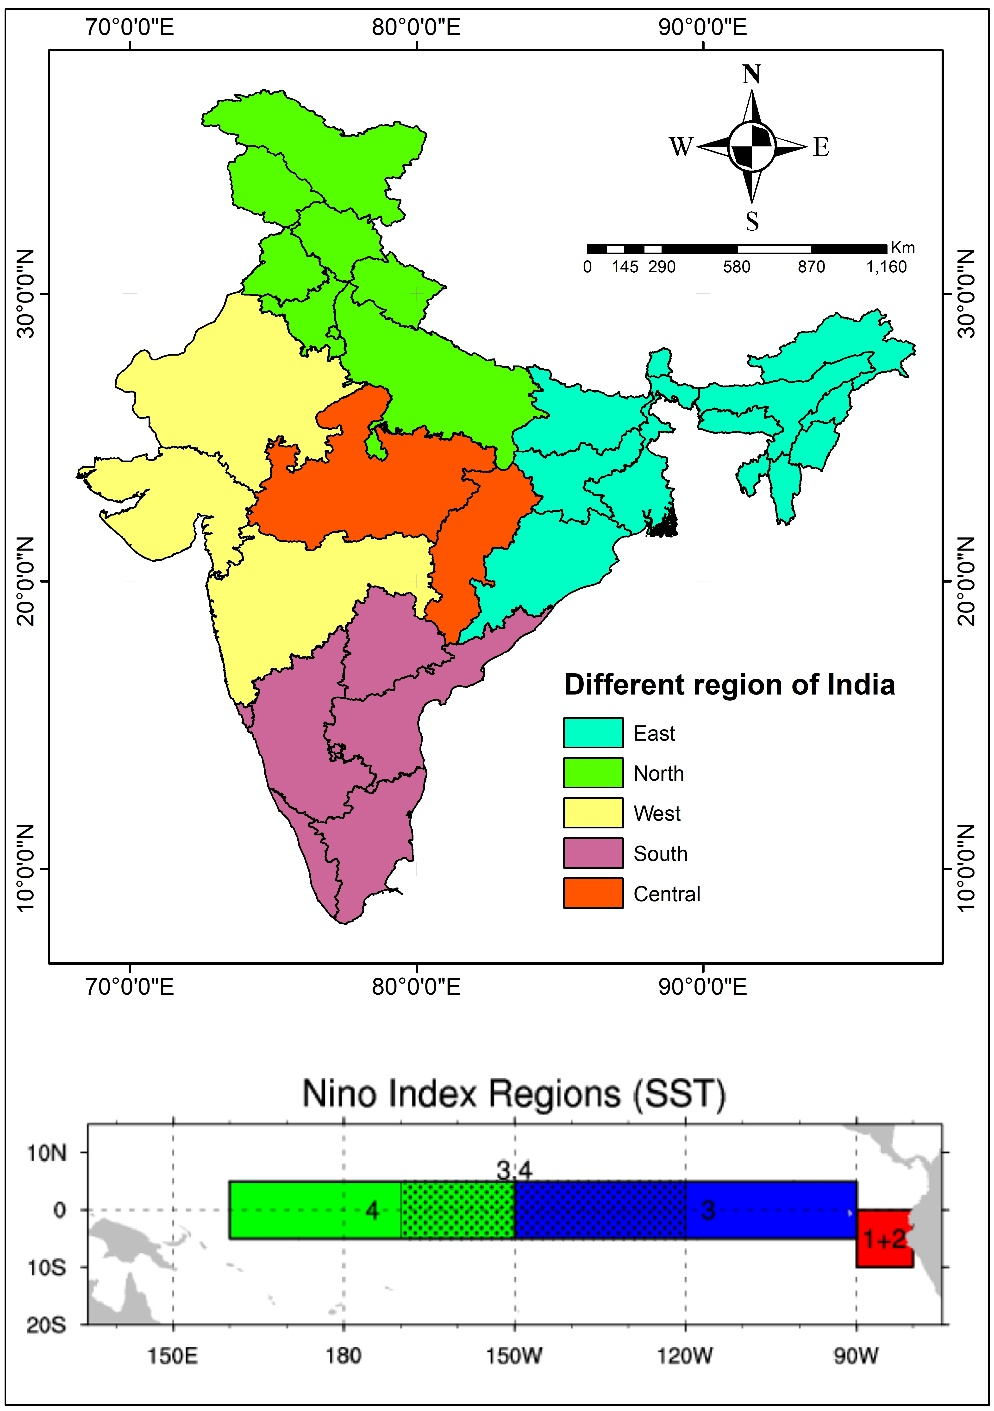 70°0'0"E 80°0'0"E 90°0'0"E
N
W E
S
Km
0 145 290 580 870 1,160
30°0'0"N 30°0'0"N
20°0'0"N 20°0'0"N
Different region of India
East
North
West
South
Central
10°0'0"N 10°0'0"N
70°0'0"E 80°0'0"E 90°0'0"E
Nino Index Regions (SST)
10N
3.4
0 4 3
1+2
10S
20S
150E 180 150W 120W 90W